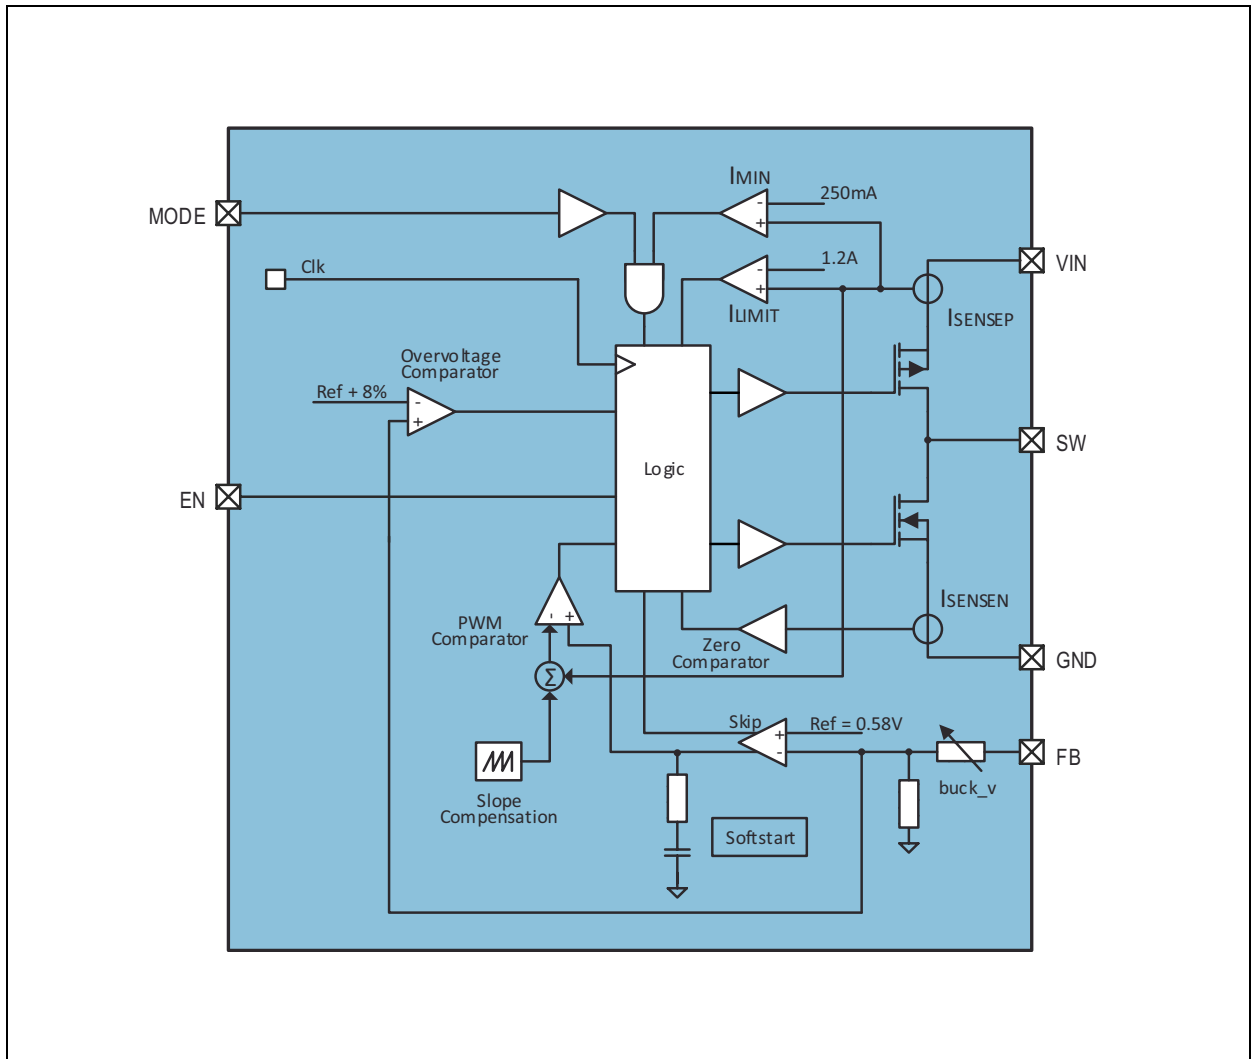 IMIN
250mA
MODE
1.2A
Clk
VIN
ILIMIT
ISENSEP
Overvoltage
Comparator
Ref + 8%
-
+
SW
Logic
EN
ISENSEN
PWM
Comparator
Zero
Comparator
GND
Σ
Skip
Ref = 0.58V
FB
buck_v
Slope
Compensation
Softstart